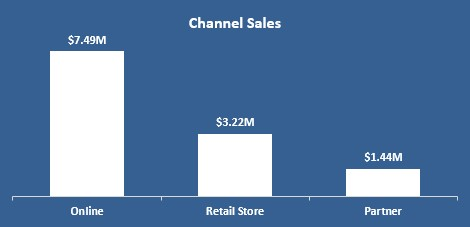 Channel Sales
$7.49M
$3.22M
$1.44M
Online
Retail Store
Partner